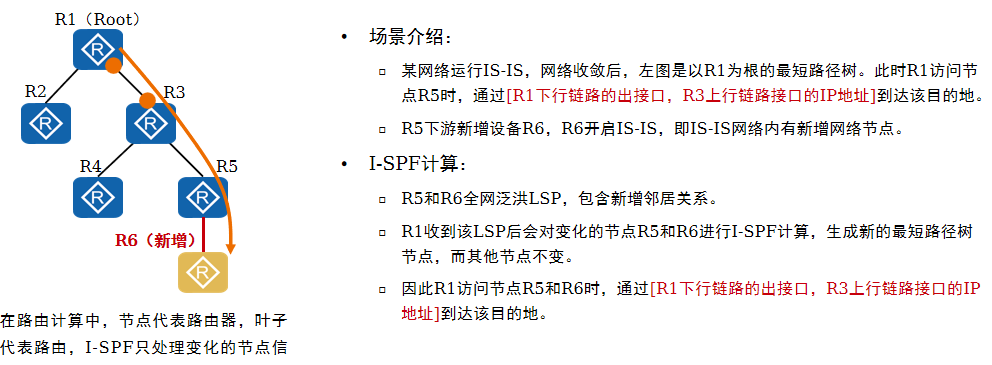 R1（Root）
R2
R3
R4
R5
R6（新增）
在路由计算中，节点代表路由器，叶子
代表路由，I-SPF只处理变化的节点信
• 场景介绍：
▫ 某网络运行IS-IS，网络收敛后，左图是以R1为根的最短路径树。此时R1访问节
点R5时，通过[R1下行链路的出接口，R3上行链路接口的IP地址]到达该目的地。
▫ R5下游新增设备R6，R6开启IS-IS，即IS-IS网络内有新增网络节点。
• I-SPF计算：
▫ R5和R6全网泛洪LSP，包含新增邻居关系。
▫ R1收到该LSP后会对变化的节点R5和R6进行I-SPF计算，生成新的最短路径树
节点，而其他节点不变。
▫ 因此R1访问节点R5和R6时，通过[R1下行链路的出接口，R3上行链路接口的IP
地址]到达该目的地。